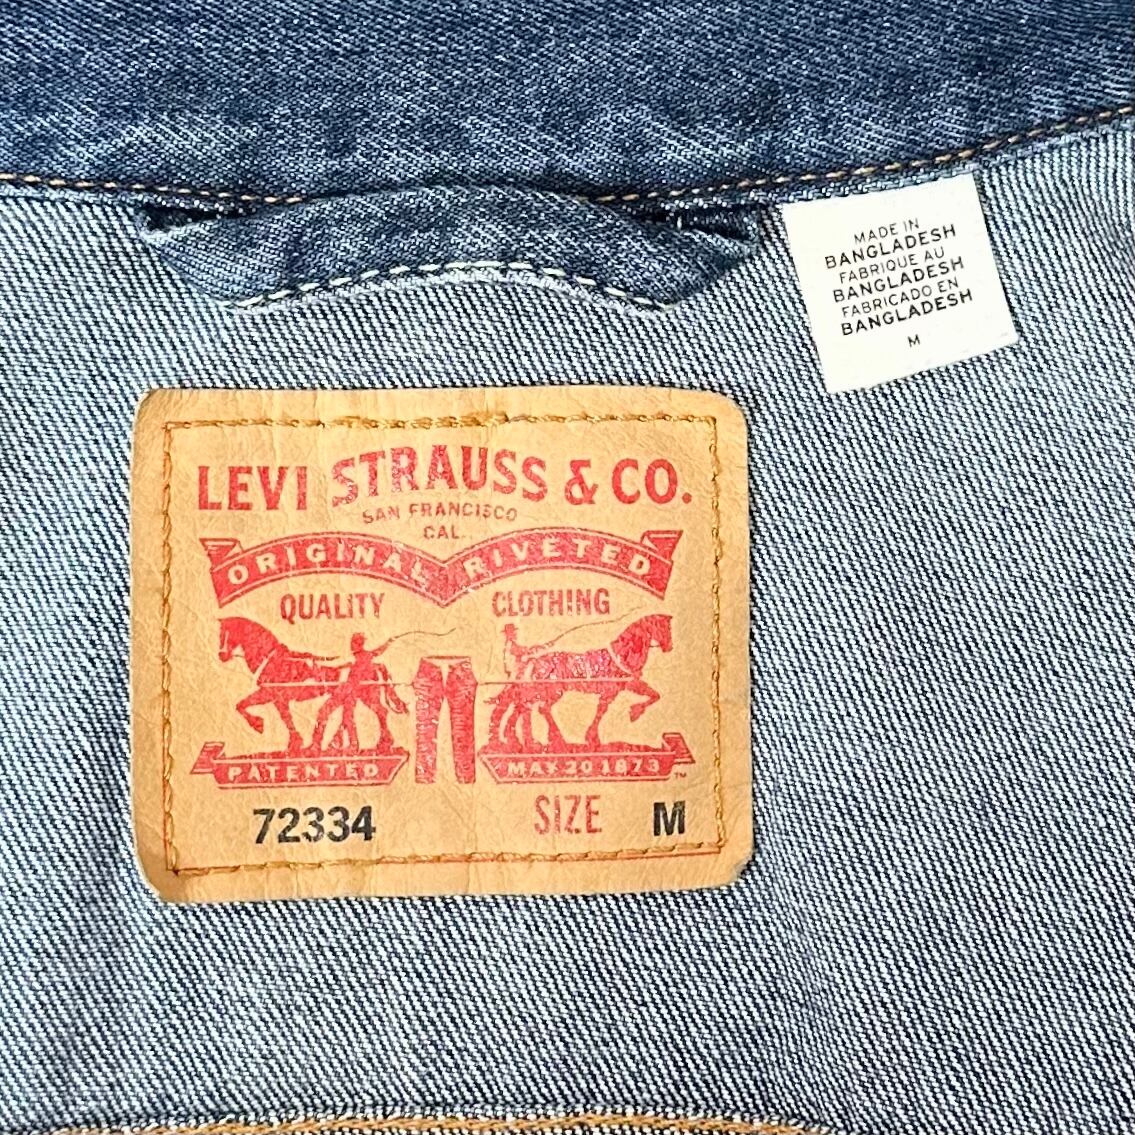 MADE IN
BANGLADESH
FABRIQUE AU
BANGLADESH
FABRICADO EN
BANGLADESH
M
LEVI STRAUSS & CO.
SAN FRANCISCO
CAL.
ORIGINAL RIVETED
QUALITY CLOTHING
PATENTED MAY 20 1873 ™
72334 SIZE M